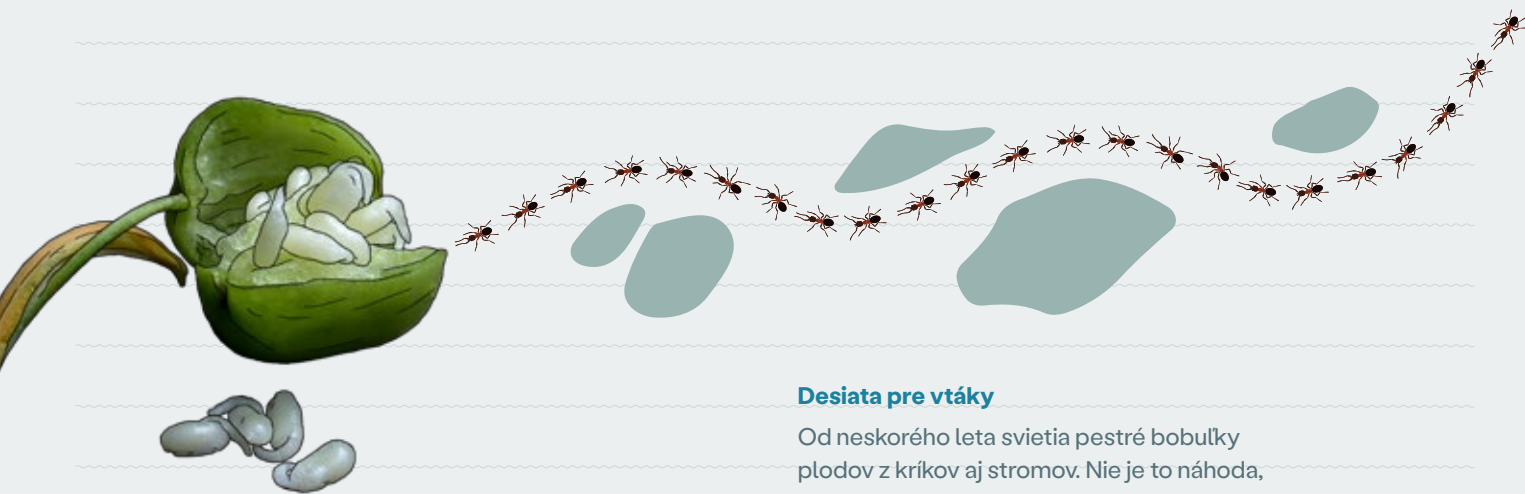 Desiata pre vtáky
Od neskorého leta svietia pestré bobuľky
plodov z kríkov aj stromov. Nie je to náhoda,